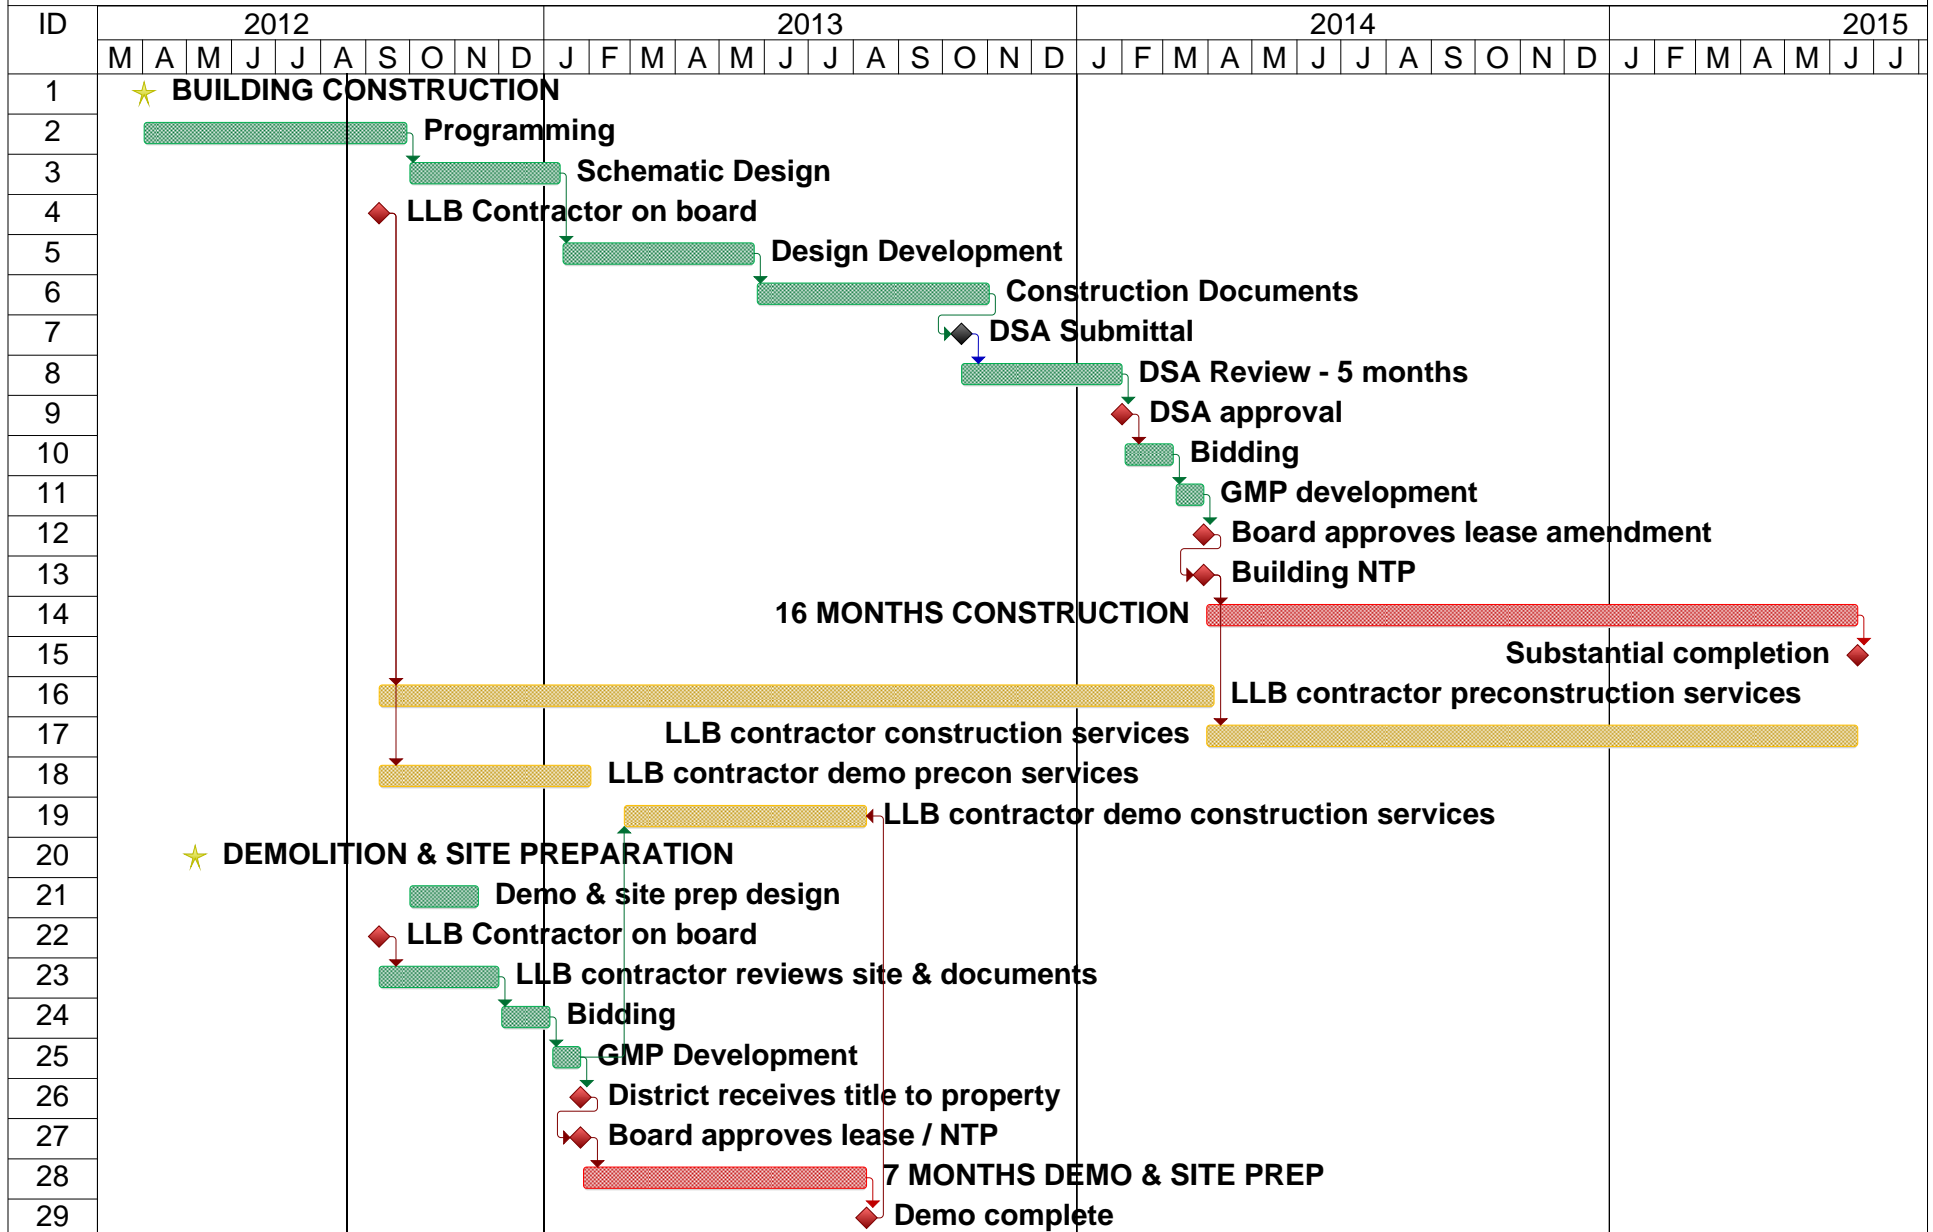 ID 2012 2013 2014 2015
M A M J J A S O N D J F M A M J J A S O N D J F M A M J J A S O N D J F M A M J J
1 BUILDING CONSTRUCTION
2 Programming
3 Schematic Design
4 LLB Contractor on board
5 Design Development
6 Construction Documents
7 DSA Submittal
8 DSA Review - 5 months
9 DSA approval
10 Bidding
11 GMP development
12 Board approves lease amendment
13 Building NTP
14 16 MONTHS CONSTRUCTION
15 Substantial completion
16 LLB contractor preconstruction services
17 LLB contractor construction services
18 LLB contractor demo precon services
19 LLB contractor demo construction services
20 DEMOLITION & SITE PREPARATION
21 Demo & site prep design
22 LLB Contractor on board
23 LLB contractor reviews site & documents
24 Bidding
25 GMP Development
26 District receives title to property
27 Board approves lease / NTP
28 7 MONTHS DEMO & SITE PREP
29 Demo complete